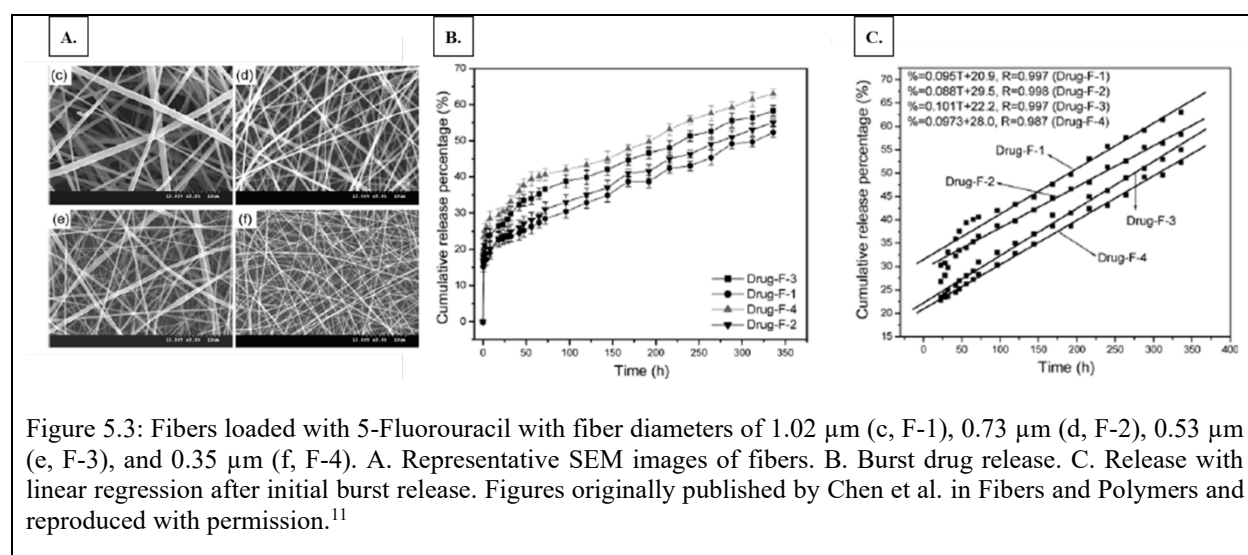 A.
B.
C.
(c)
(d)
(e)
(f)
Cumulative release percentage (%)
70
60
50
40
30
20
10
0
Drug-F-3
Drug-F-1
Drug-F-4
Drug-F-2
0 50 100 150 200 250 300 350
Time (h)
Cumulative release percentage (%)
65
60
55
50
45
40
35
30
25
20
15
%=0.095T+20.9, R=0.997 (Drug-F-1)
%=0.088T+29.5, R=0.998 (Drug-F-2)
%=0.101T+22.2, R=0.997 (Drug-F-3)
%=0.0973+28.0, R=0.987 (Drug-F-4)
Drug-F-1
Drug-F-2
Drug-F-3
Drug-F-4
0 50 100 150 200 250 300 350 400
Time (h)
Figure 5.3: Fibers loaded with 5-Fluorouracil with fiber diameters of 1.02 µm (c, F-1), 0.73 µm (d, F-2), 0.53 µm
(e, F-3), and 0.35 µm (f, F-4). A. Representative SEM images of fibers. B. Burst drug release. C. Release with
linear regression after initial burst release. Figures originally published by Chen et al. in Fibers and Polymers and
reproduced with permission.11